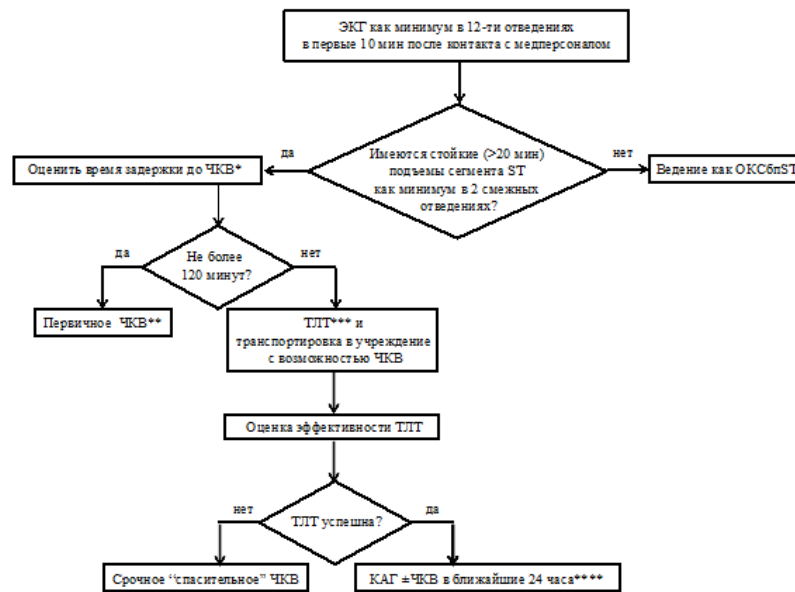 ЭКГ как минимум в 12-ти отведениях
в первые 10 мин после контакта с медперсоналом
Имеются стойкие (>20 мин)
подъемы сегмента ST
как минимум в 2 смежных
отведениях?
да
нет
Оценить время задержки до ЧКВ*
Ведение как ОКСбпST
Не более
120 минут?
да
нет
Первичное ЧКВ**
ТЛТ*** и
транспортировка в учреждение
с возможностью ЧКВ
Оценка эффективности ТЛТ
ТЛТ успешна?
нет
да
Срочное “спасительное” ЧКВ
КАГ ±ЧКВ в ближайшие 24 часа****